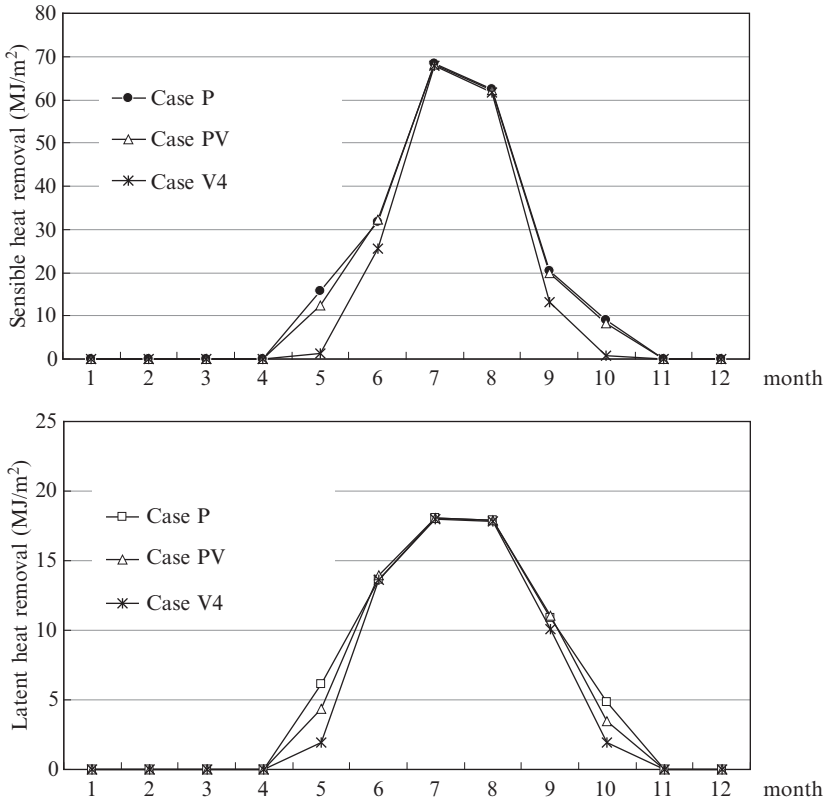 80
70
60
50
40
30
20
10
0
Sensible heat removal (MJ/m²)
Case P
Case PV
Case V4
1 2 3 4 5 6 7 8 9 10 11 12 month
25
20
15
10
5
0
Latent heat removal (MJ/m²)
Case P
Case PV
Case V4
1 2 3 4 5 6 7 8 9 10 11 12 month